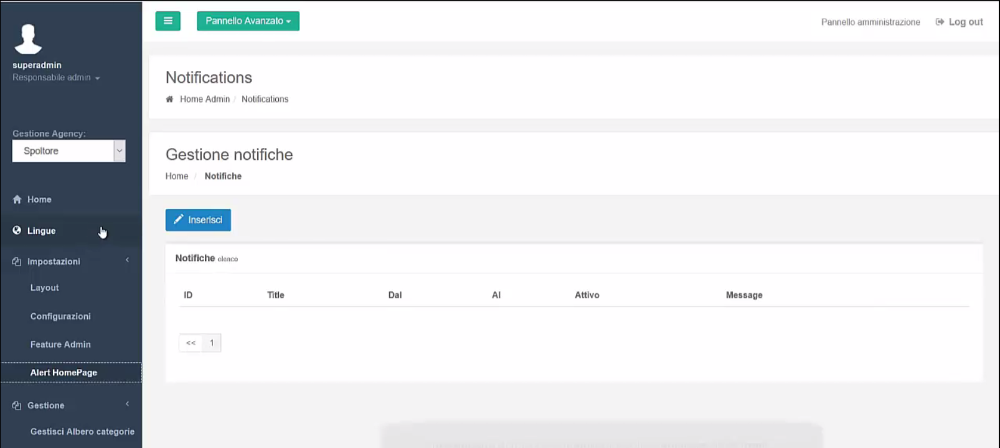 superadmin
Responsabile admin
Gestione Agency:
Spoltore
Home
Lingue
Impostazioni
Layout
Configurazioni
Feature Admin
Alert HomePage
Gestione
Gestisci Albero categorie
Pannello Avanzato
Pannello amministrazione
Log out
Notifications
Home Admin / Notifications
Gestione notifiche
Home / Notifiche
Inserisci
Notifiche elenco
ID Title Dal Al Attivo Message
<< 1